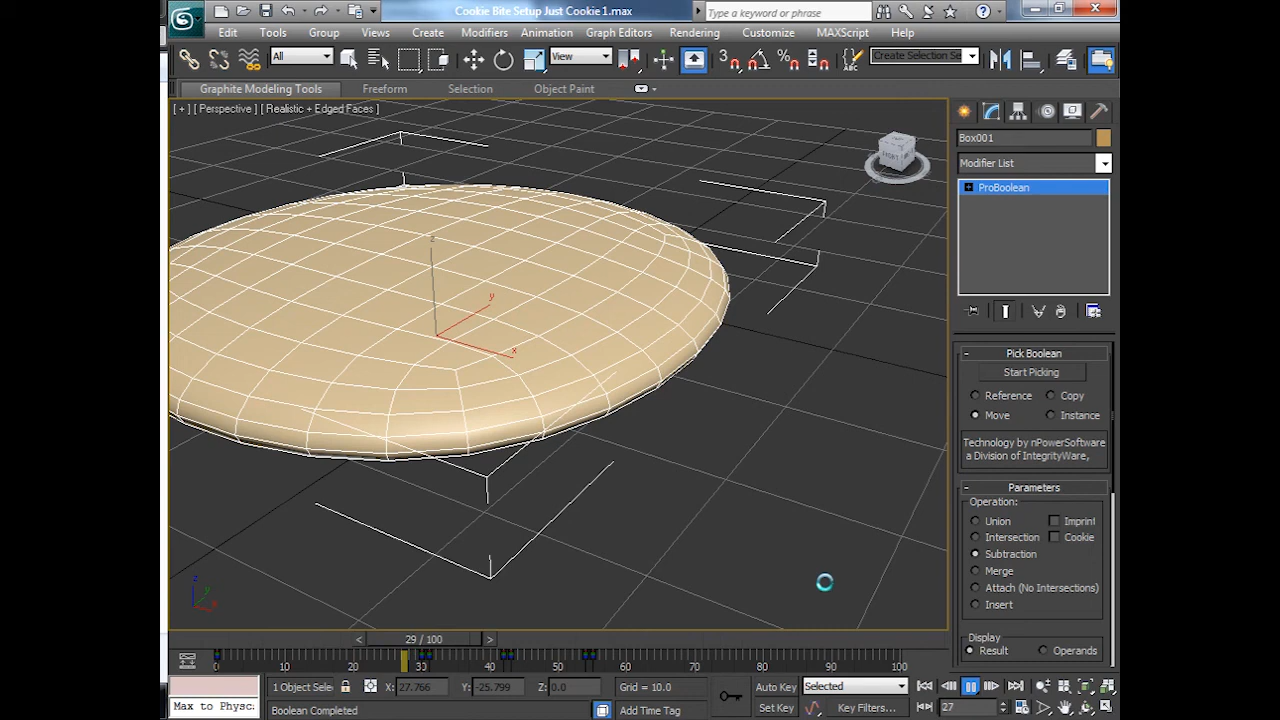 Cookie Bite Setup Just Cookie 1.max
Type a keyword or phrase
Edit Tools Group Views Create Modifiers Animation Graph Editors Rendering Customize MAXScript Help
All View 3 % Create Selection Se
Graphite Modeling Tools Freeform Selection Object Paint
[ + ] [ Perspective ] [ Realistic + Edged Faces ]
Box001
Modifier List
ProBoolean
z
y
x
- Pick Boolean
Start Picking
Reference Copy
Move Instance
Technology by nPowerSoftware
a Division of IntegrityWare,
- Parameters
Operation:
Union Imprint
Intersection Cookie
Subtraction
Merge
Attach (No Intersections)
Insert
Display
Result Operands
< 29 / 100 >
0 10 20 30 40 50 60 70 80 90 100
1 Object Sele X: 27.766 Y: -25.799 Z: 0.0 Grid = 10.0 Auto Key Selected
Max to Physc Boolean Completed Add Time Tag Set Key Key Filters... 27